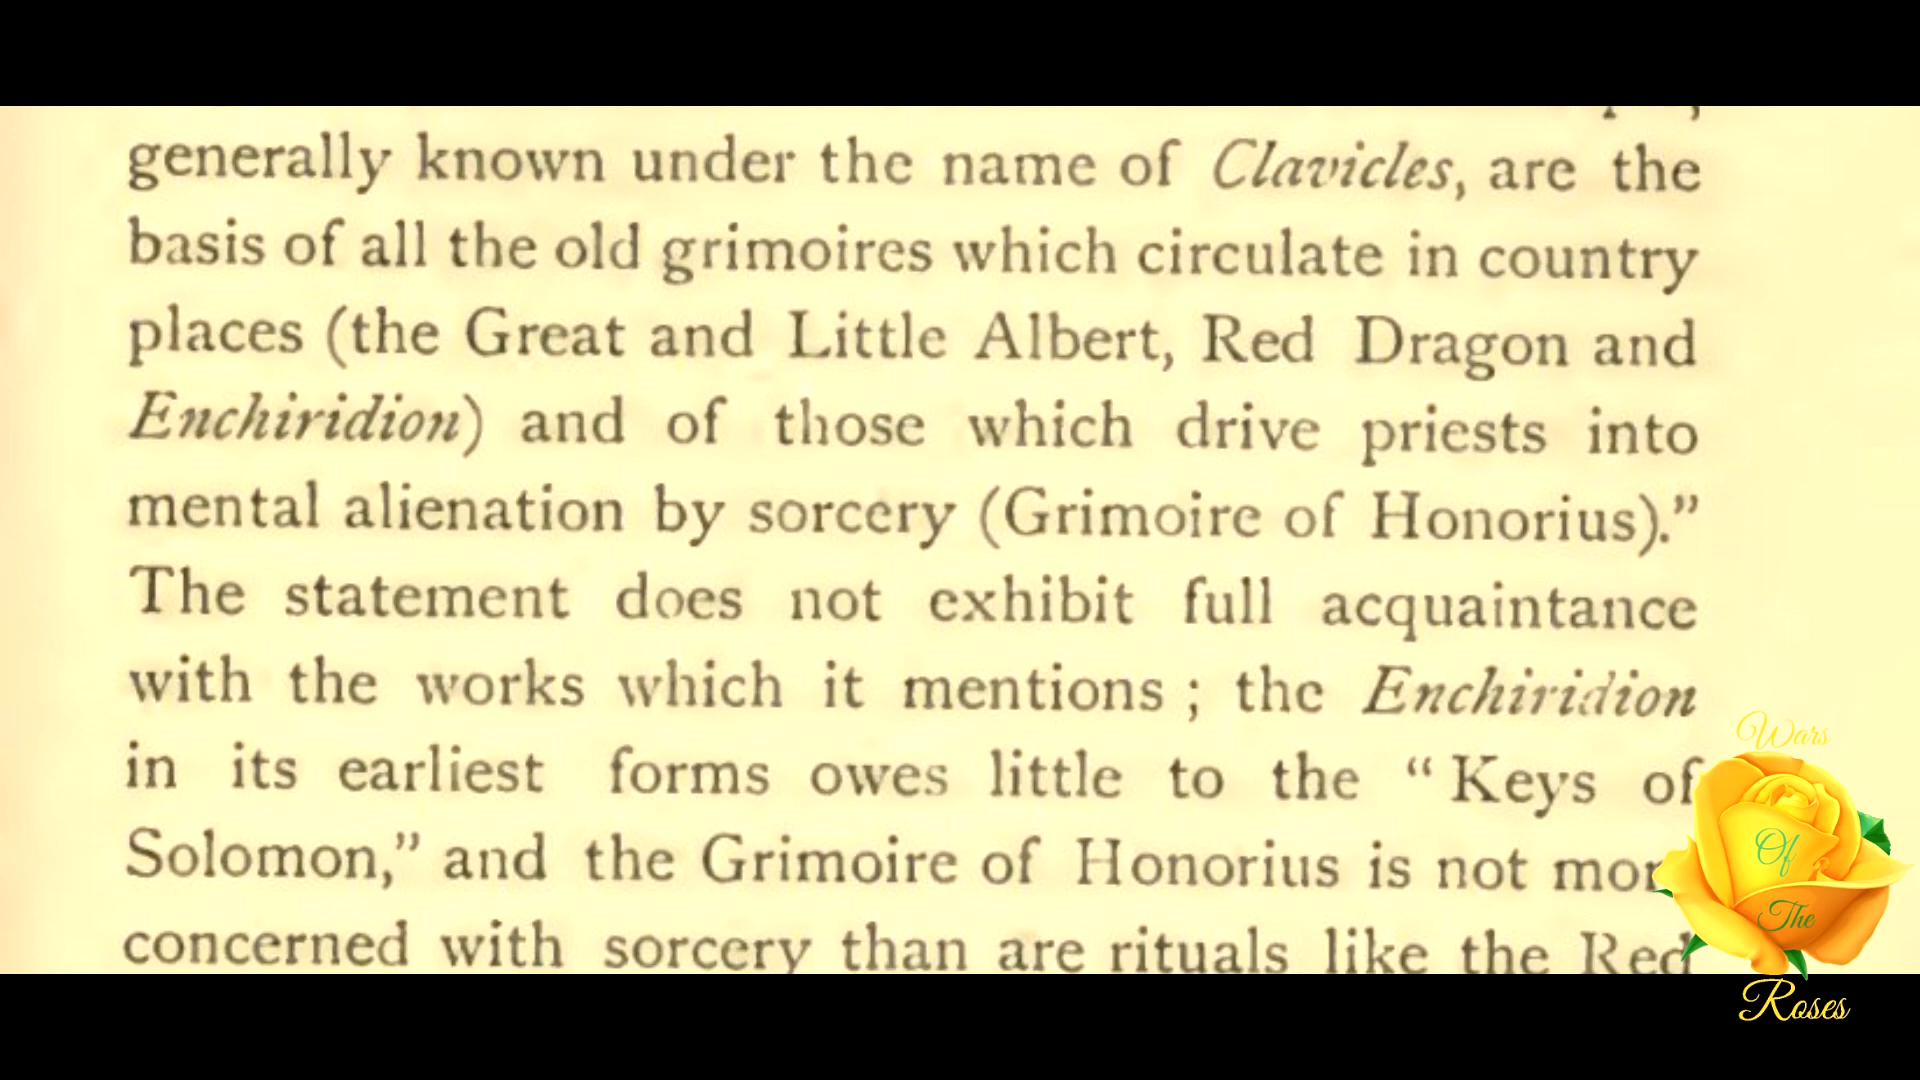 generally known under the name of Clavicles, are the
basis of all the old grimoires which circulate in country
places (the Great and Little Albert, Red Dragon and
Enchiridion) and of those which drive priests into
mental alienation by sorcery (Grimoire of Honorius).”
The statement does not exhibit full acquaintance
with the works which it mentions ; the Enchiridion
in its earliest forms owes little to the “ Keys of
Solomon,” and the Grimoire of Honorius is not more
concerned with sorcery than are rituals like the Red
Wars
Of
The
Roses